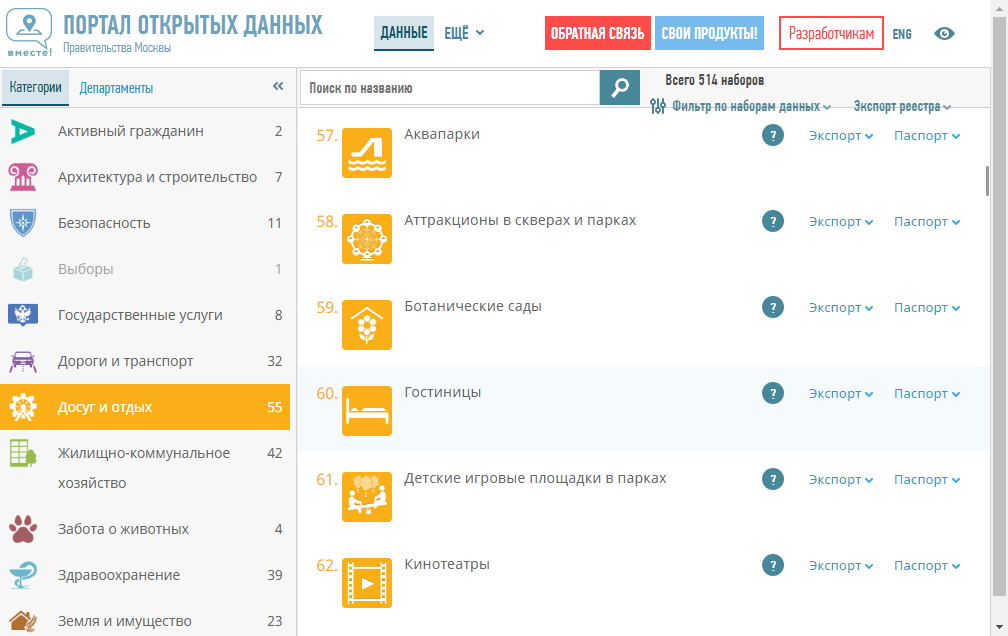 вместе!
ПОРТАЛ ОТКРЫТЫХ ДАННЫХ
Правительства Москвы
ДАННЫЕ
ЕЩЁ
ОБРАТНАЯ СВЯЗЬ
СВОИ ПРОДУКТЫ!
Разработчикам
ENG
Категории
Департаменты
«
Поиск по названию
Всего 514 наборов
Фильтр по наборам данных
Экспорт реестра
Активный гражданин 2
Архитектура и строительство 7
Безопасность 11
Выборы 1
Государственные услуги 8
Дороги и транспорт 32
Досуг и отдых 55
Жилищно-коммунальное 42
хозяйство
Забота о животных 4
Здравоохранение 39
Земля и имущество 23
57. Аквапарки ? Экспорт Паспорт
58. Аттракционы в скверах и парках ? Экспорт Паспорт
59. Ботанические сады ? Экспорт Паспорт
60. Гостиницы ? Экспорт Паспорт
61. Детские игровые площадки в парках ? Экспорт Паспорт
62. Кинотеатры ? Экспорт Паспорт